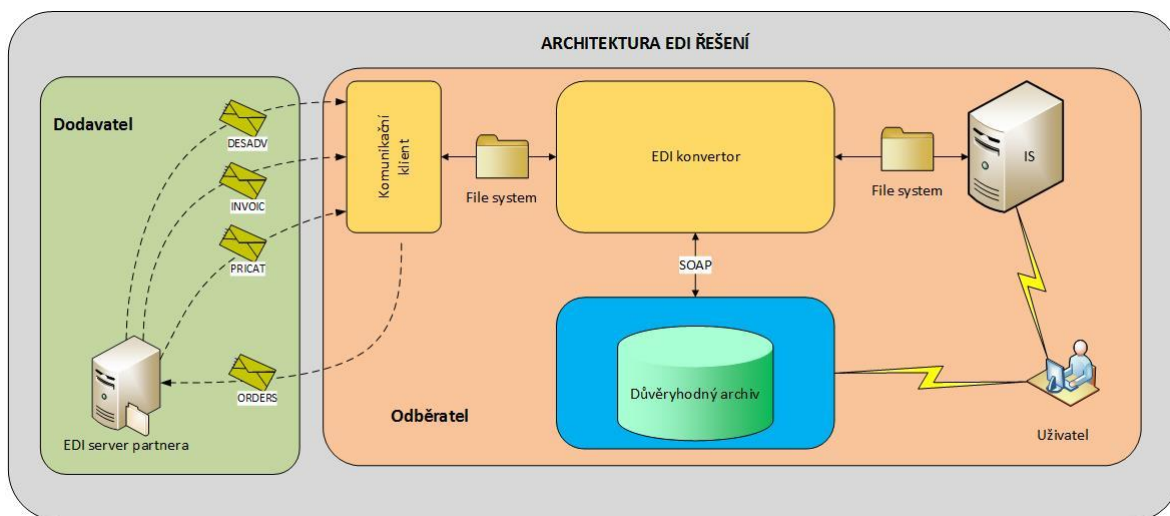 ARCHITEKTURA EDI ŘEŠENÍ
Dodavatel
DESADV
INVOIC
PRICAT
ORDERS
EDI server partnera
Komunikační
klient
File system
EDI konvertor
File system
IS
SOAP
Důvěryhodný archiv
Odběratel
Uživatel